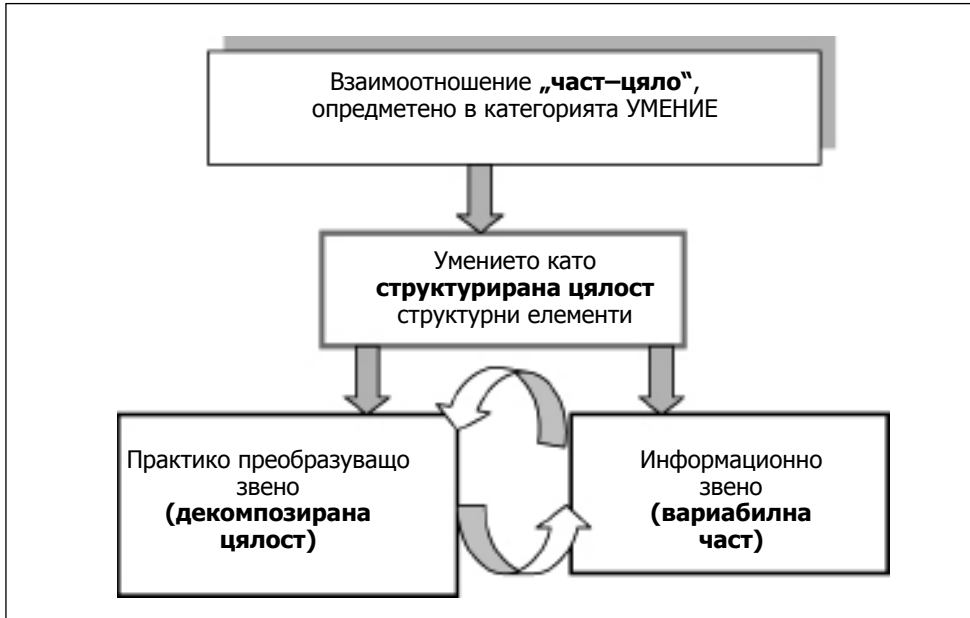 Взаимоотношение „част–цяло“,
опредметено в категорията УМЕНИЕ
Умението като
структурирана цялост
структурни елементи
Практико преобразуващо
звено
(декомпозирана
цялост)
Информационно
звено
(вариабилна
част)